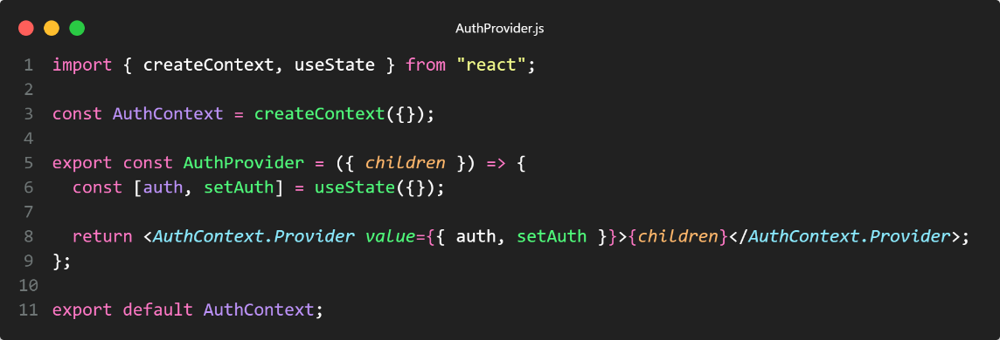 AuthProvider.js
1 import { createContext, useState } from "react";
2
3 const AuthContext = createContext({});
4
5 export const AuthProvider = ({ children }) => {
6   const [auth, setAuth] = useState({});
7
8   return <AuthContext.Provider value={{ auth, setAuth }}>{children}</AuthContext.Provider>;
9 };
10
11 export default AuthContext;